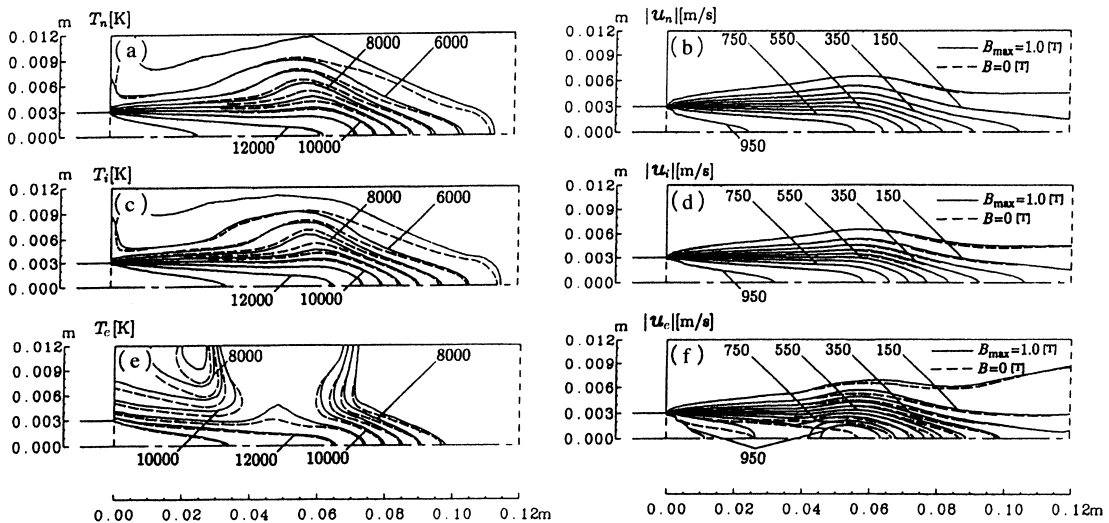 m T_n [K]
0.012
0.009
0.006
0.003
0.000
(a)
8000
6000
12000 10000
m |u_n|[m/s]
0.012
0.009
0.006
0.003
0.000
(b)
750 550 350 150
B_max=1.0 [T]
B=0 [T]
950
m T_i [K]
0.012
0.009
0.006
0.003
0.000
(c)
8000
6000
12000 10000
m |u_i|[m/s]
0.012
0.009
0.006
0.003
0.000
(d)
750 550 350 150
B_max=1.0 [T]
B=0 [T]
950
m T_e [K]
0.012
0.009
0.006
0.003
0.000
(e)
8000 8000
10000 12000 10000
m |u_e|[m/s]
0.012
0.009
0.006
0.003
0.000
(f)
750 550 350 150
B_max=1.0 [T]
B=0 [T]
950
0.00 0.02 0.04 0.06 0.08 0.10 0.12m
0.00 0.02 0.04 0.06 0.08 0.10 0.12m